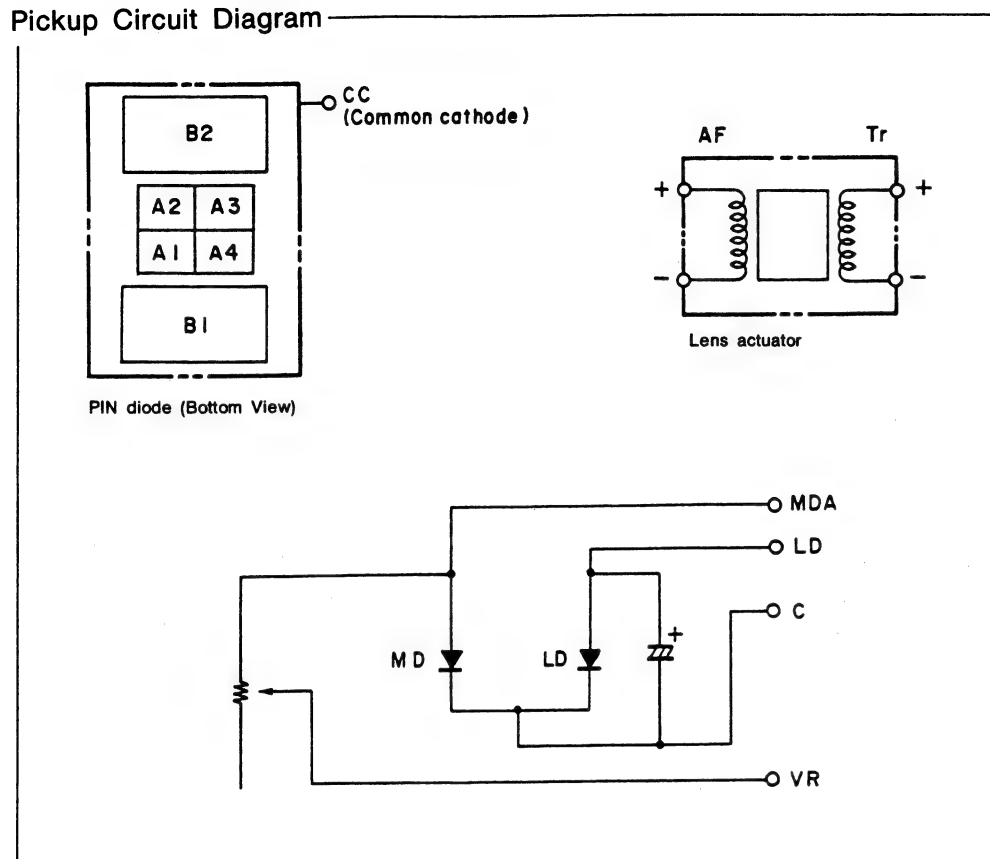 Pickup Circuit Diagram
CC
(Common cathode)
B2
A2 A3
A1 A4
B1
PIN diode (Bottom View)
AF Tr
+ +
- -
Lens actuator
MDA
LD
C
+
MD LD
VR